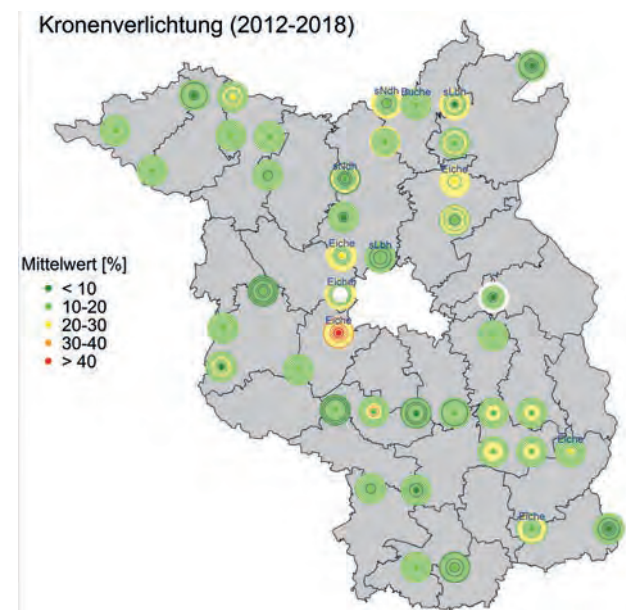 Kronenverlichtung (2012-2018)
sNdh Buche sLbh
Eiche
sNdh
Eiche sLbh
Eiche
Eiche
Mittelwert [%]
< 10
10-20
20-30
30-40
> 40
Eiche
Eiche